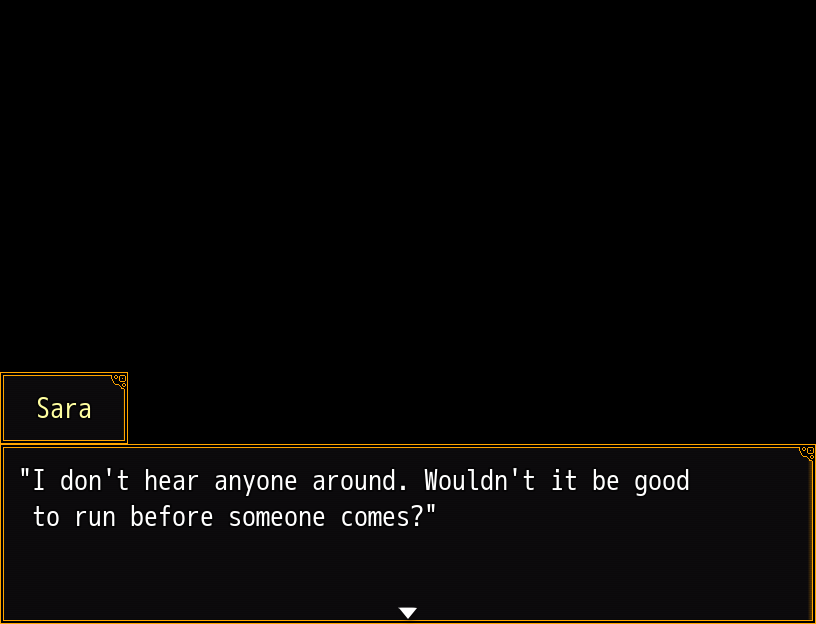 Sara
"I don't hear anyone around. Wouldn't it be good
to run before someone comes?"